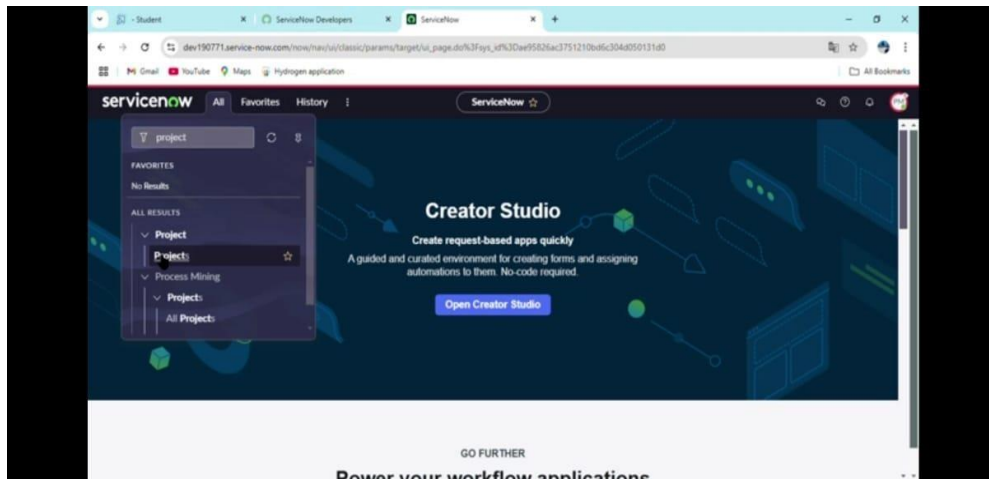 - Student
ServiceNow Developers
ServiceNow
dev190771.service-now.com/now/nav/ui/classic/params/target/ui_page.do%3Fsys_id%3Dae95826ac3751210bd6c304d050131d0
Gmail
YouTube
Maps
Hydrogen application
All Bookmarks
servicenow
All
Favorites
History
ServiceNow
project
FAVORITES
No Results
ALL RESULTS
Project
Projects
Process Mining
Projects
All Projects
Creator Studio
Create request-based apps quickly
A guided and curated environment for creating forms and assigning
automations to them. No-code required.
Open Creator Studio
GO FURTHER
Power your workflow applications